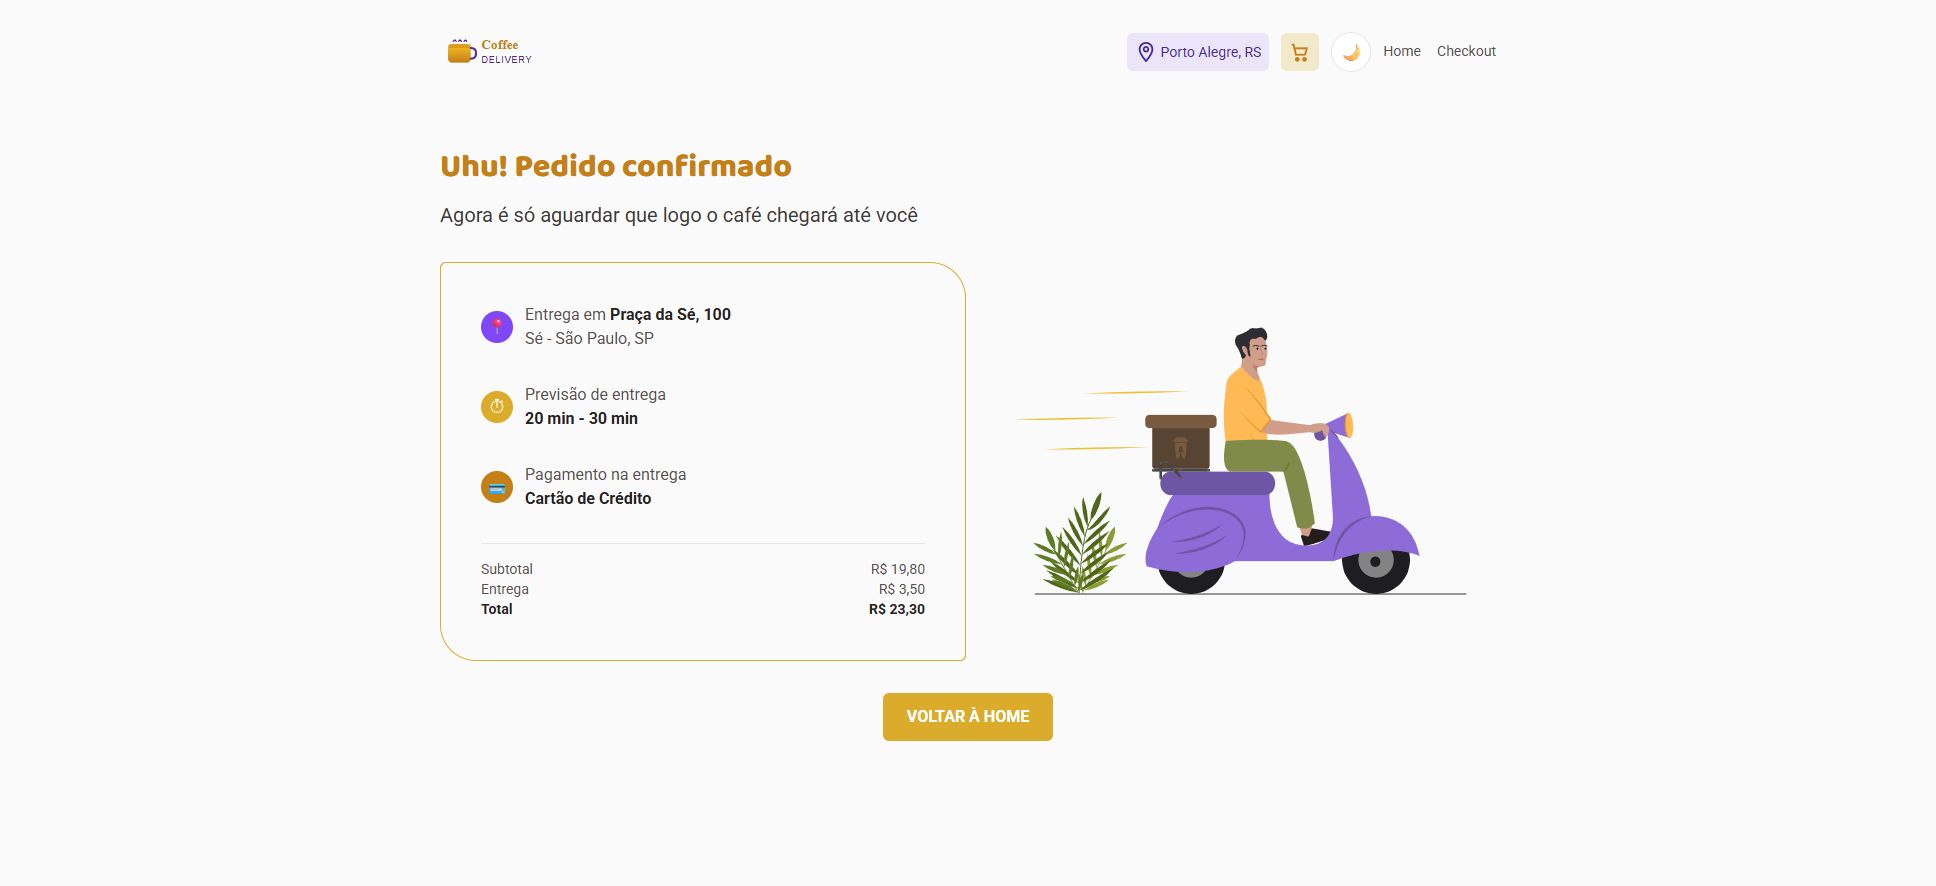 Coffee
DELIVERY
Porto Alegre, RS
Home
Checkout
Uhu! Pedido confirmado
Agora é só aguardar que logo o café chegará até você
Entrega em Praça da Sé, 100
Sé - São Paulo, SP
Previsão de entrega
20 min - 30 min
Pagamento na entrega
Cartão de Crédito
Subtotal R$ 19,80
Entrega R$ 3,50
Total R$ 23,30
VOLTAR À HOME